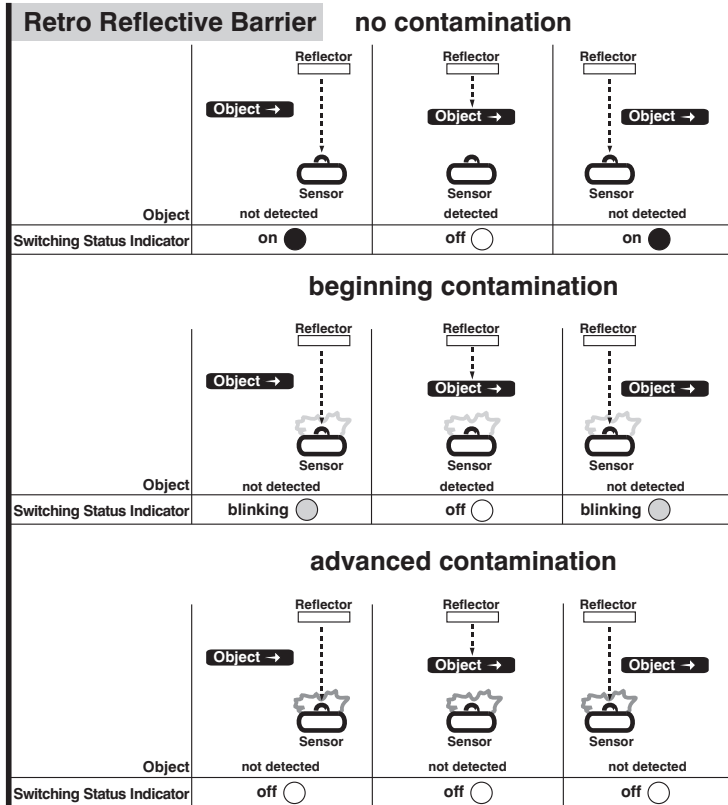 Retro Reflective Barrier no contamination
Reflector Reflector Reflector
Object → Object → Object →
Sensor Sensor Sensor
Object not detected detected not detected
Switching Status Indicator on off on
beginning contamination
Reflector Reflector Reflector
Object → Object → Object →
Sensor Sensor Sensor
Object not detected detected not detected
Switching Status Indicator blinking off blinking
advanced contamination
Reflector Reflector Reflector
Object → Object → Object →
Sensor Sensor Sensor
Object not detected not detected not detected
Switching Status Indicator off off off